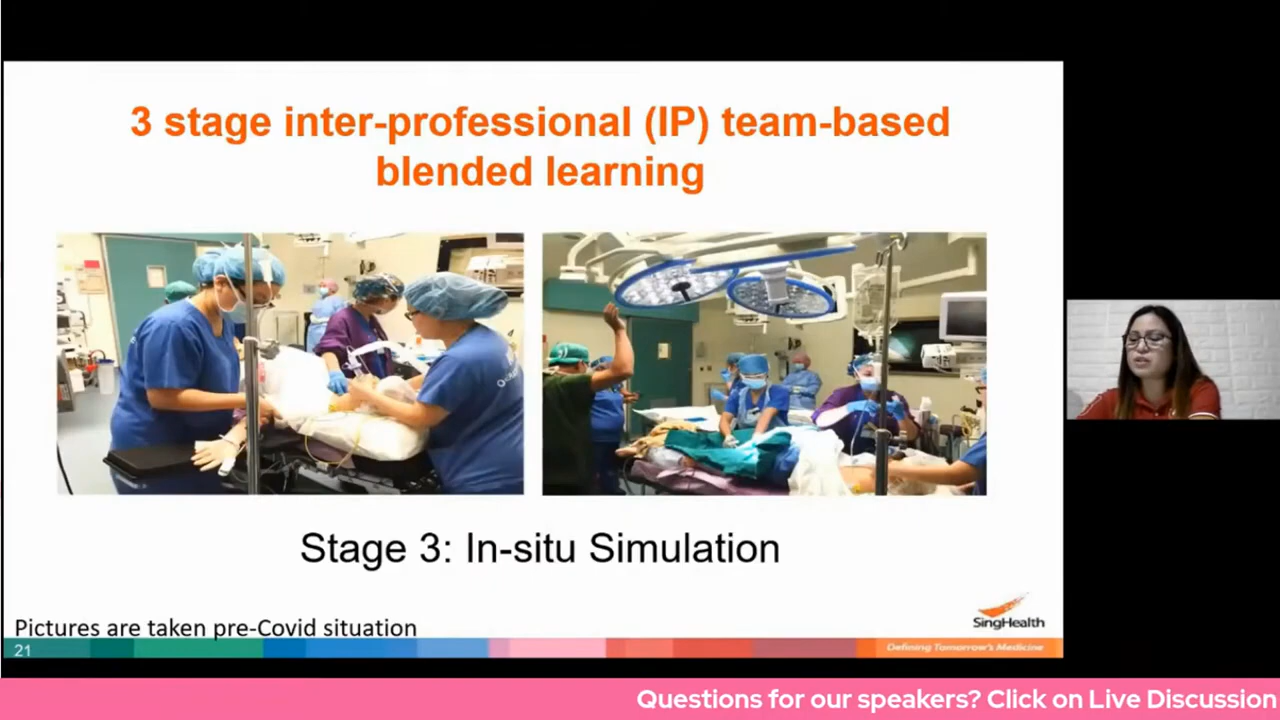 3 stage inter-professional (IP) team-based
blended learning
Stage 3: In-situ Simulation
Pictures are taken pre-Covid situation
SingHealth
21
Defining Tomorrow's Medicine
Questions for our speakers? Click on Live Discussion